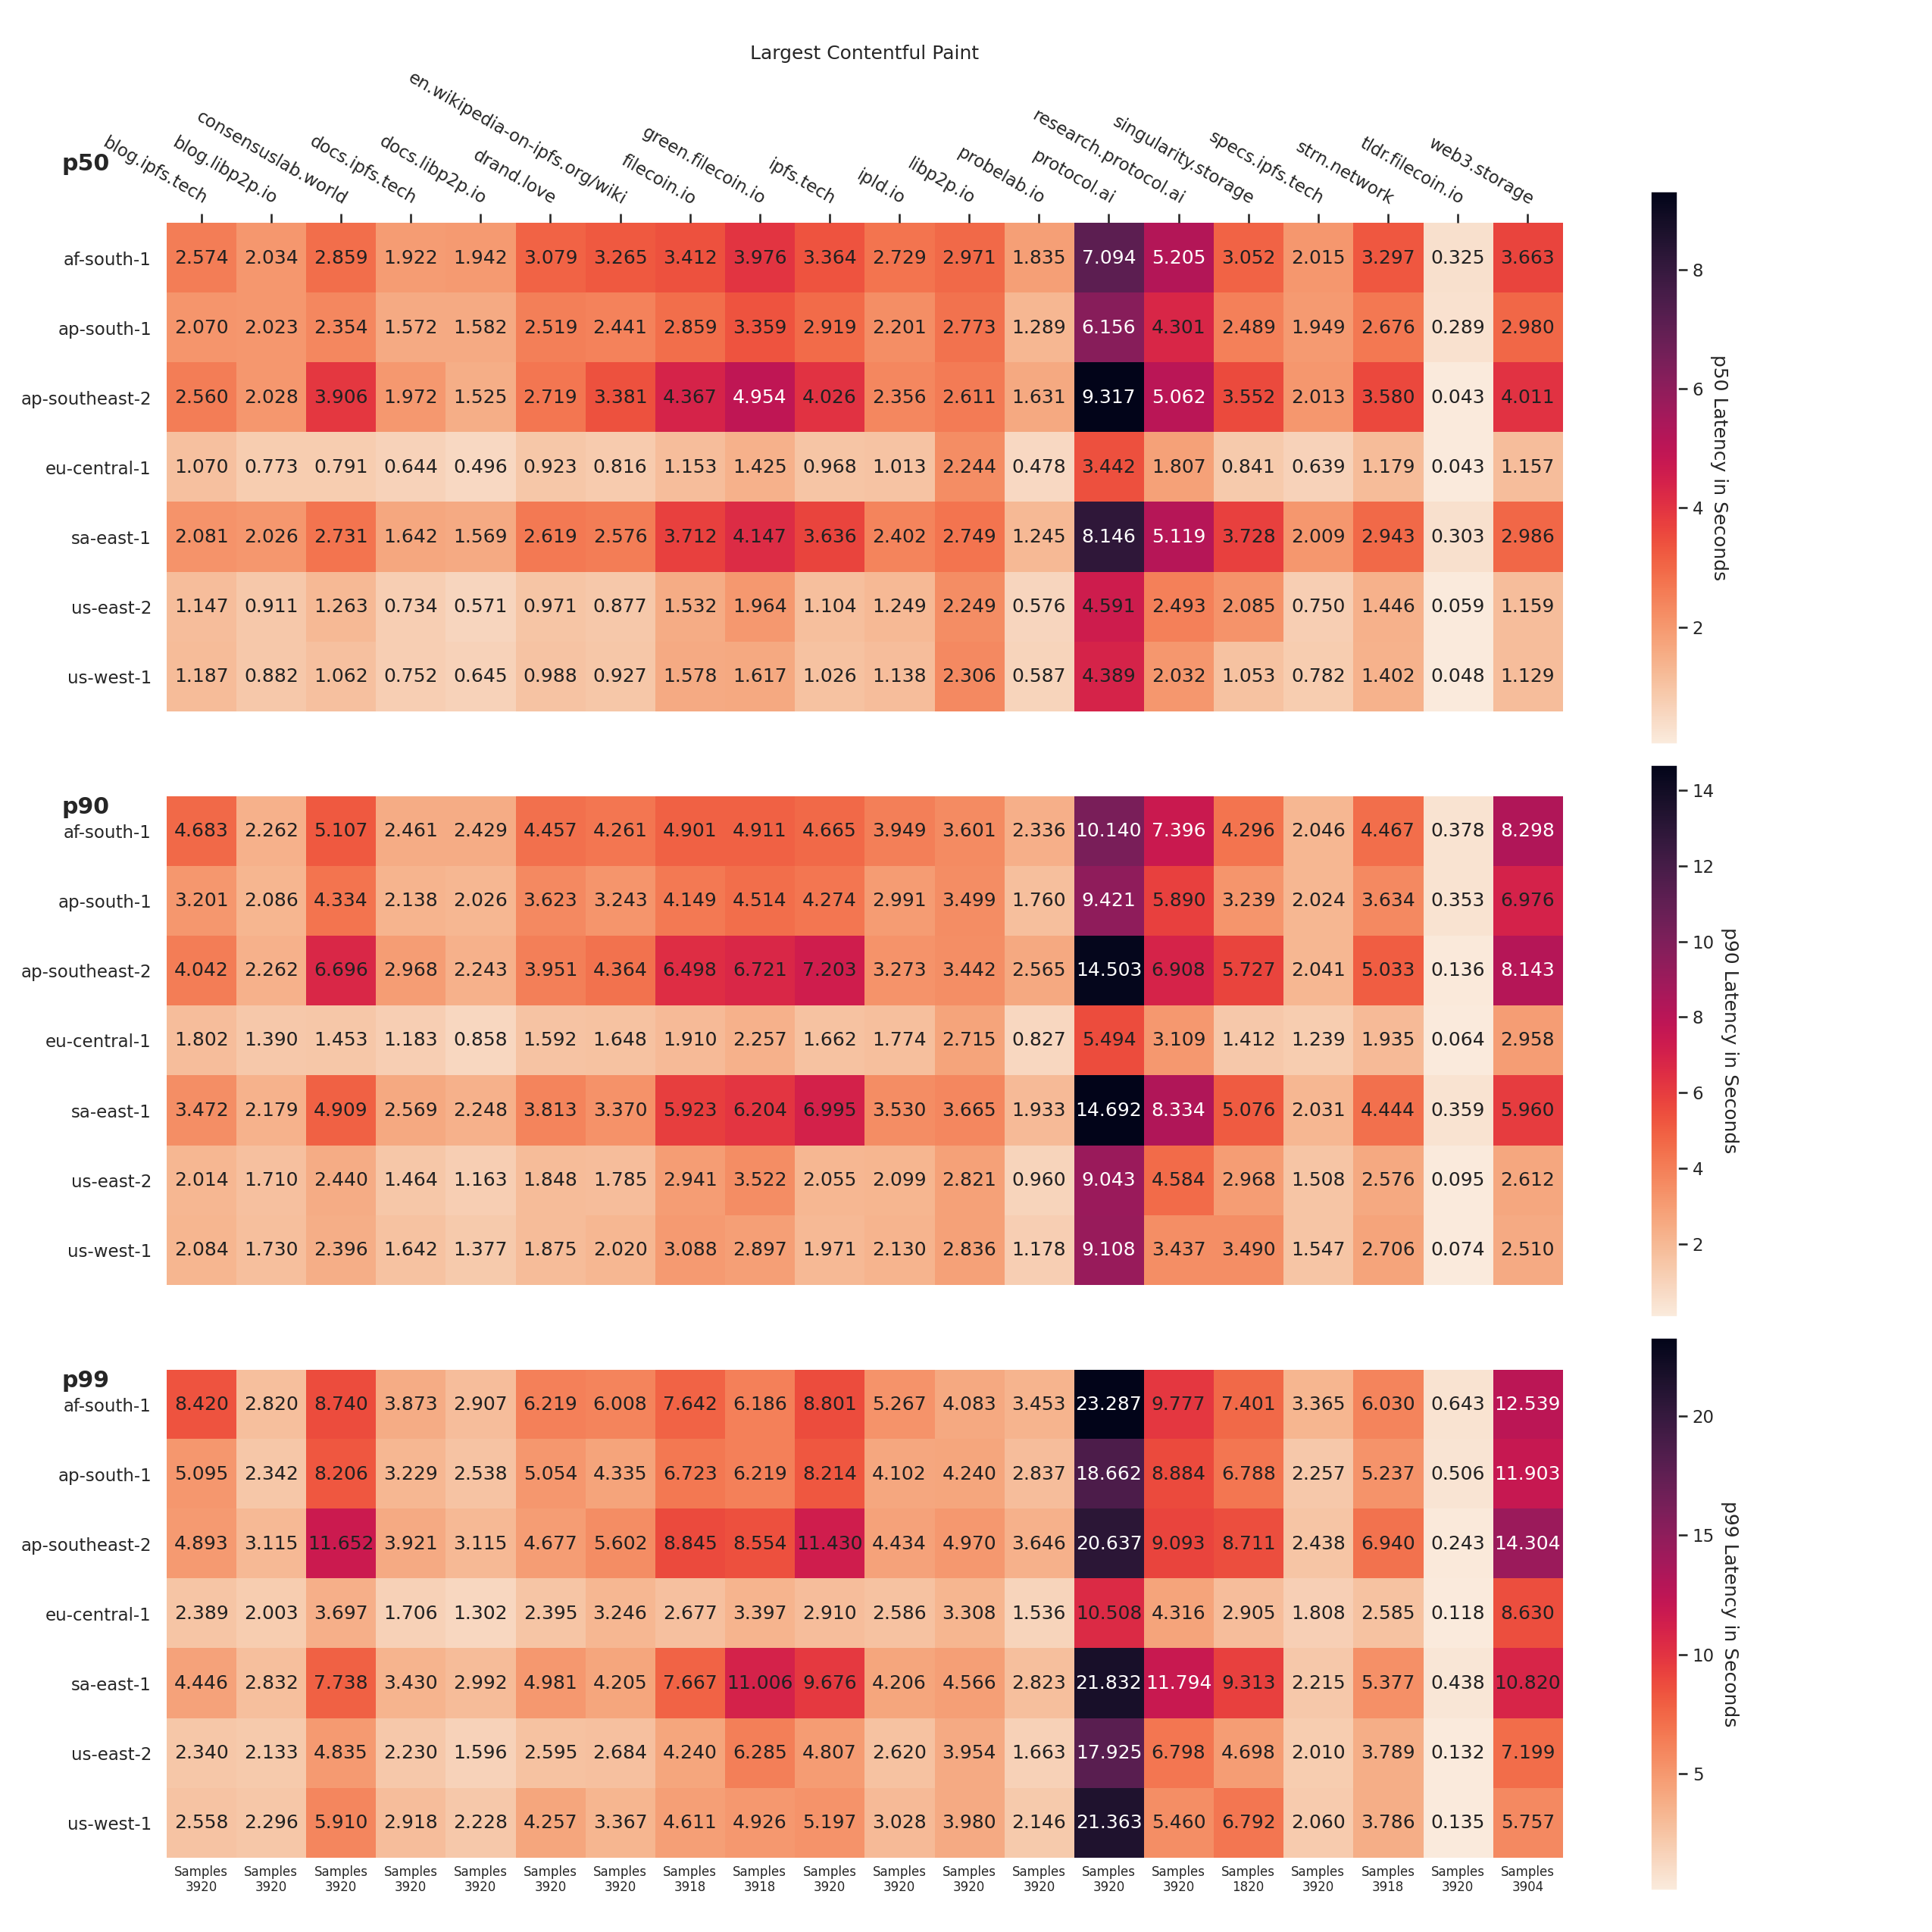 Largest Contentful Paint
p50
blog.ipfs.tech
blog.libp2p.io
consensuslab.world
docs.ipfs.tech
docs.libp2p.io
drand.love
en.wikipedia-on-ipfs.org/wiki
filecoin.io
green.filecoin.io
ipfs.tech
ipld.io
libp2p.io
probelab.io
protocol.ai
research.protocol.ai
singularity.storage
specs.ipfs.tech
strn.network
tldr.filecoin.io
web3.storage
af-south-1 2.574 2.034 2.859 1.922 1.942 3.079 3.265 3.412 3.976 3.364 2.729 2.971 1.835 7.094 5.205 3.052 2.015 3.297 0.325 3.663
ap-south-1 2.070 2.023 2.354 1.572 1.582 2.519 2.441 2.859 3.359 2.919 2.201 2.773 1.289 6.156 4.301 2.489 1.949 2.676 0.289 2.980
ap-southeast-2 2.560 2.028 3.906 1.972 1.525 2.719 3.381 4.367 4.954 4.026 2.356 2.611 1.631 9.317 5.062 3.552 2.013 3.580 0.043 4.011
eu-central-1 1.070 0.773 0.791 0.644 0.496 0.923 0.816 1.153 1.425 0.968 1.013 2.244 0.478 3.442 1.807 0.841 0.639 1.179 0.043 1.157
sa-east-1 2.081 2.026 2.731 1.642 1.569 2.619 2.576 3.712 4.147 3.636 2.402 2.749 1.245 8.146 5.119 3.728 2.009 2.943 0.303 2.986
us-east-2 1.147 0.911 1.263 0.734 0.571 0.971 0.877 1.532 1.964 1.104 1.249 2.249 0.576 4.591 2.493 2.085 0.750 1.446 0.059 1.159
us-west-1 1.187 0.882 1.062 0.752 0.645 0.988 0.927 1.578 1.617 1.026 1.138 2.306 0.587 4.389 2.032 1.053 0.782 1.402 0.048 1.129
8
6
4
2
p50 Latency in Seconds
p90
af-south-1 4.683 2.262 5.107 2.461 2.429 4.457 4.261 4.901 4.911 4.665 3.949 3.601 2.336 10.140 7.396 4.296 2.046 4.467 0.378 8.298
ap-south-1 3.201 2.086 4.334 2.138 2.026 3.623 3.243 4.149 4.514 4.274 2.991 3.499 1.760 9.421 5.890 3.239 2.024 3.634 0.353 6.976
ap-southeast-2 4.042 2.262 6.696 2.968 2.243 3.951 4.364 6.498 6.721 7.203 3.273 3.442 2.565 14.503 6.908 5.727 2.041 5.033 0.136 8.143
eu-central-1 1.802 1.390 1.453 1.183 0.858 1.592 1.648 1.910 2.257 1.662 1.774 2.715 0.827 5.494 3.109 1.412 1.239 1.935 0.064 2.958
sa-east-1 3.472 2.179 4.909 2.569 2.248 3.813 3.370 5.923 6.204 6.995 3.530 3.665 1.933 14.692 8.334 5.076 2.031 4.444 0.359 5.960
us-east-2 2.014 1.710 2.440 1.464 1.163 1.848 1.785 2.941 3.522 2.055 2.099 2.821 0.960 9.043 4.584 2.968 1.508 2.576 0.095 2.612
us-west-1 2.084 1.730 2.396 1.642 1.377 1.875 2.020 3.088 2.897 1.971 2.130 2.836 1.178 9.108 3.437 3.490 1.547 2.706 0.074 2.510
14
12
10
8
6
4
2
p90 Latency in Seconds
p99
af-south-1 8.420 2.820 8.740 3.873 2.907 6.219 6.008 7.642 6.186 8.801 5.267 4.083 3.453 23.287 9.777 7.401 3.365 6.030 0.643 12.539
ap-south-1 5.095 2.342 8.206 3.229 2.538 5.054 4.335 6.723 6.219 8.214 4.102 4.240 2.837 18.662 8.884 6.788 2.257 5.237 0.506 11.903
ap-southeast-2 4.893 3.115 11.652 3.921 3.115 4.677 5.602 8.845 8.554 11.430 4.434 4.970 3.646 20.637 9.093 8.711 2.438 6.940 0.243 14.304
eu-central-1 2.389 2.003 3.697 1.706 1.302 2.395 3.246 2.677 3.397 2.910 2.586 3.308 1.536 10.508 4.316 2.905 1.808 2.585 0.118 8.630
sa-east-1 4.446 2.832 7.738 3.430 2.992 4.981 4.205 7.667 11.006 9.676 4.206 4.566 2.823 21.832 11.794 9.313 2.215 5.377 0.438 10.820
us-east-2 2.340 2.133 4.835 2.230 1.596 2.595 2.684 4.240 6.285 4.807 2.620 3.954 1.663 17.925 6.798 4.698 2.010 3.789 0.132 7.199
us-west-1 2.558 2.296 5.910 2.918 2.228 4.257 3.367 4.611 4.926 5.197 3.028 3.980 2.146 21.363 5.460 6.792 2.060 3.786 0.135 5.757
Samples Samples Samples Samples Samples Samples Samples Samples Samples Samples Samples Samples Samples Samples Samples Samples Samples Samples Samples Samples
3920 3920 3920 3920 3920 3920 3920 3918 3918 3920 3920 3920 3920 3920 3920 1820 3920 3918 3920 3904
20
15
10
5
p99 Latency in Seconds